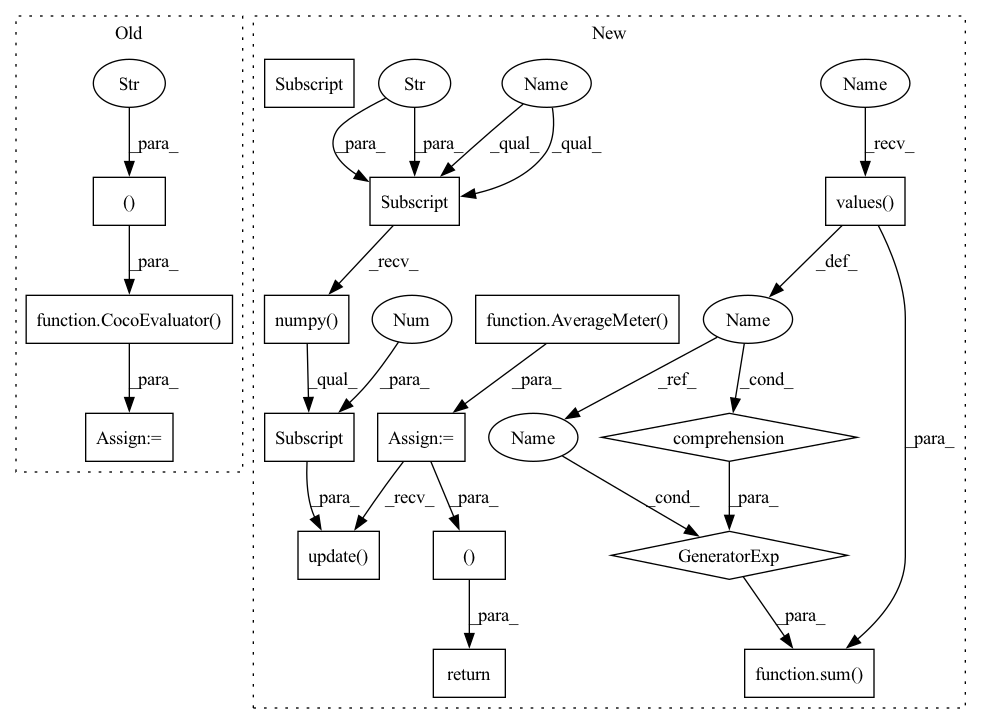 Old
New
Str
Subscript
Str
Name
Name
_para_
_para_
_para_
_qual_
_qual_
_recv_
()
Subscript
values()
_para_
_recv_
_def_
function.CocoEvaluator()
numpy()
Num
function.AverageMeter()
Name
_para_
_qual_
_para_
_para_
_ref_
_cond_
Assign:=
Subscript
Assign:=
Name
comprehension
_para_
_para_
_recv_
_para_
_cond_
_para_
update()
()
GeneratorExp
_para_
_para_
return
function.sum()